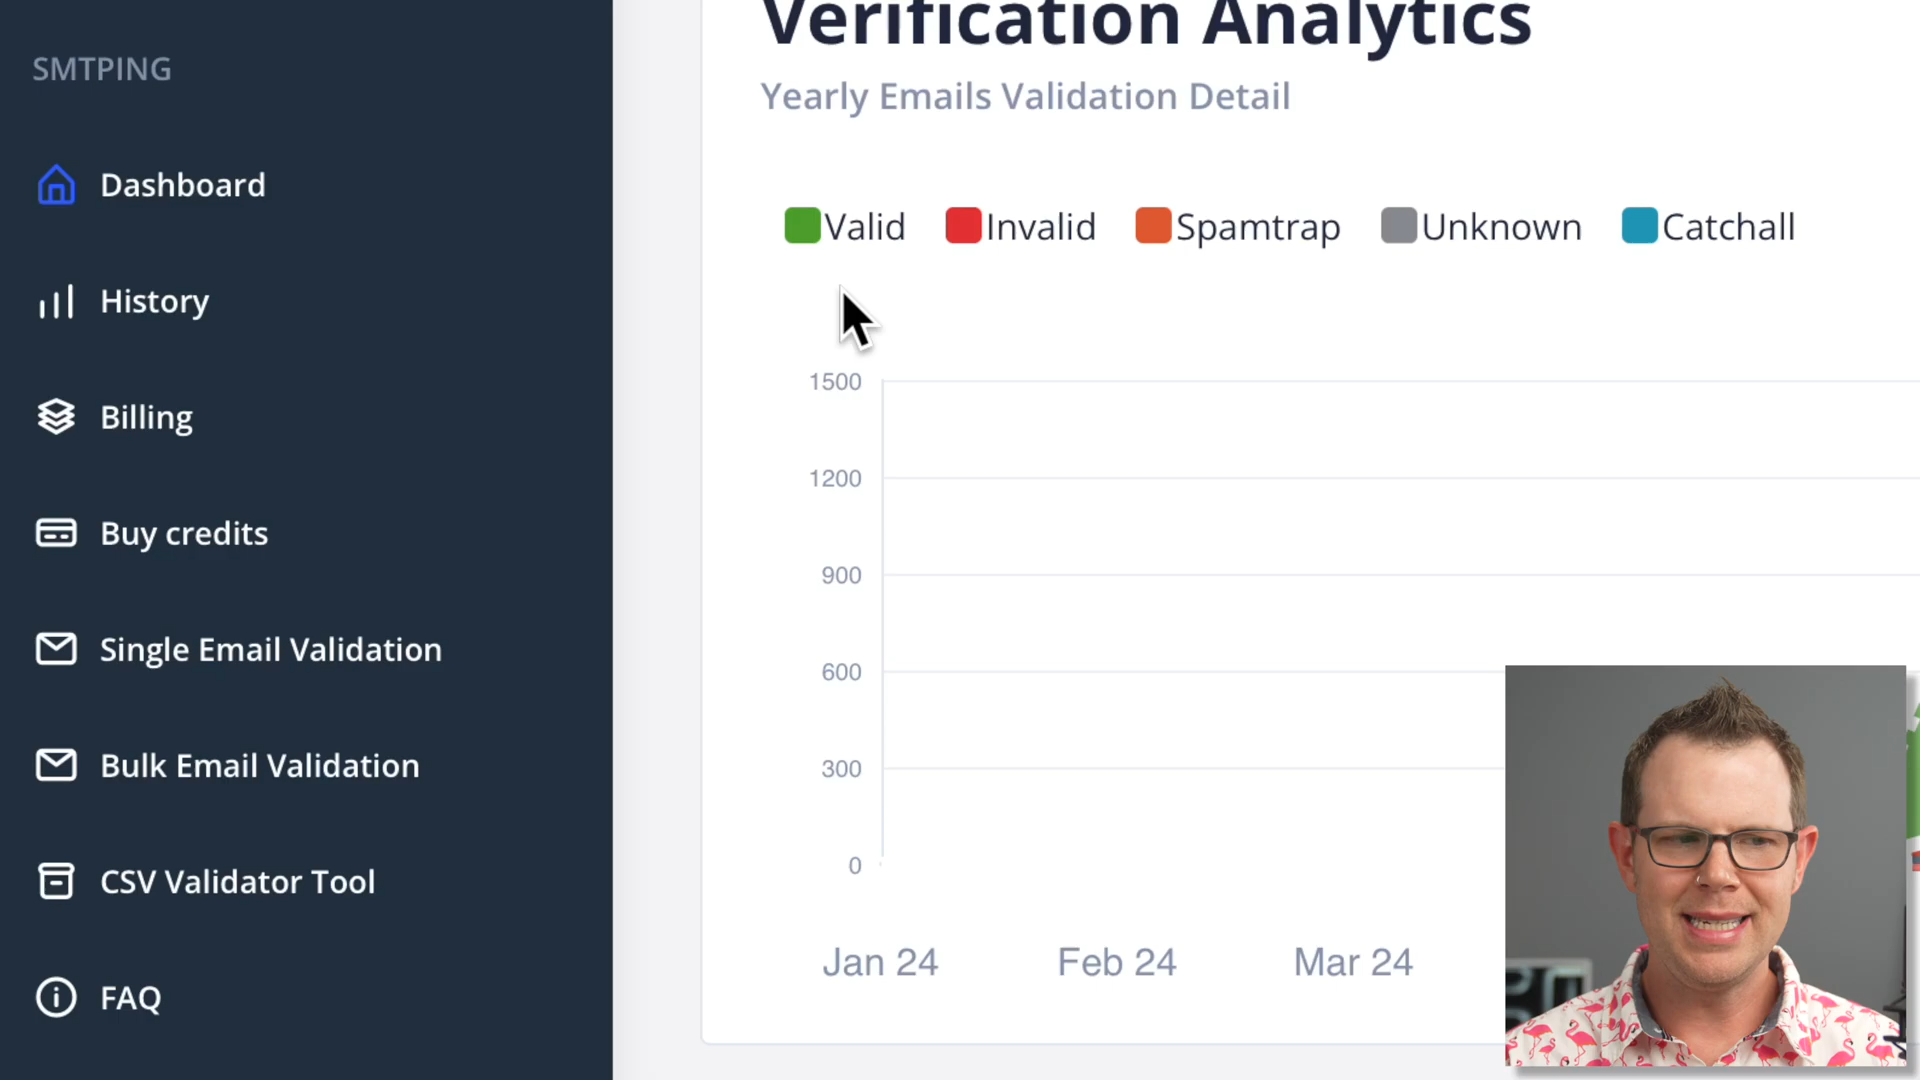 SMTPING
Dashboard
History
Billing
Buy credits
Single Email Validation
Bulk Email Validation
CSV Validator Tool
FAQ
Verification Analytics
Yearly Emails Validation Detail
Valid Invalid Spamtrap Unknown Catchall
1500
1200
900
600
300
0
Jan 24 Feb 24 Mar 24